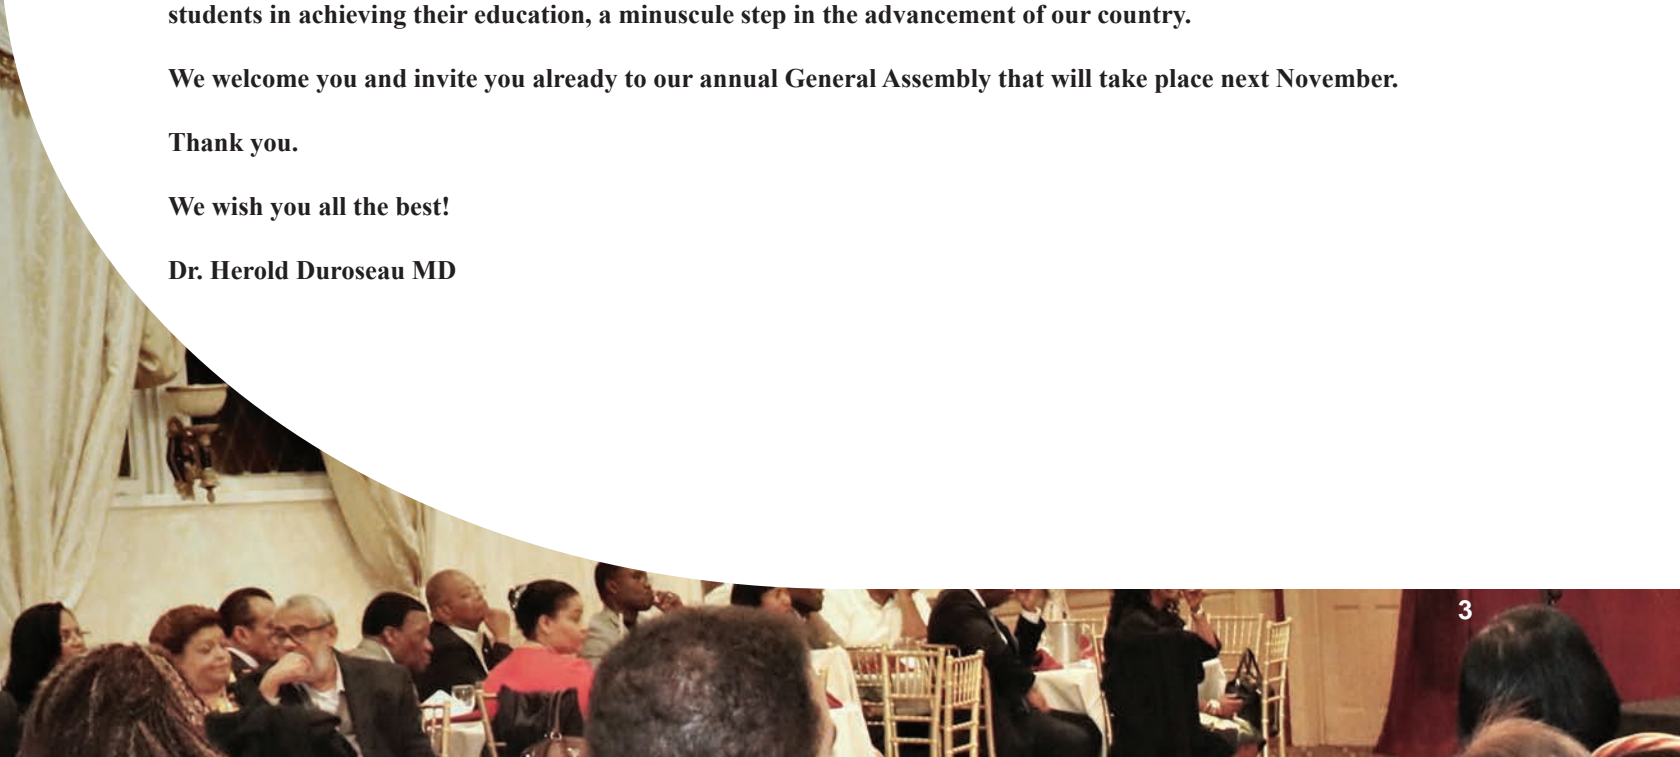 students in achieving their education, a minuscule step in the advancement of our country.
We welcome you and invite you already to our annual General Assembly that will take place next November.
Thank you.
We wish you all the best!
Dr. Herold Duroseau MD
3